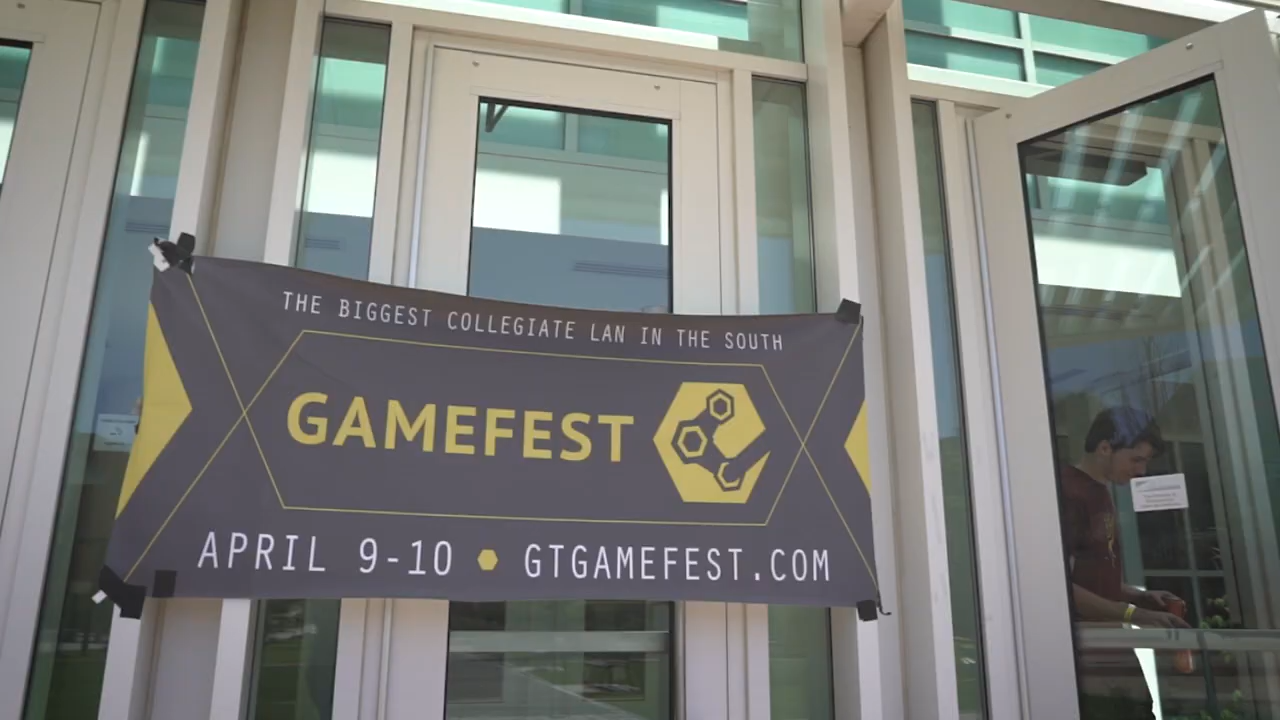 THE BIGGEST COLLEGIATE LAN IN THE SOUTH
GAMEFEST
APRIL 9-10 • GTGAMEFEST.COM